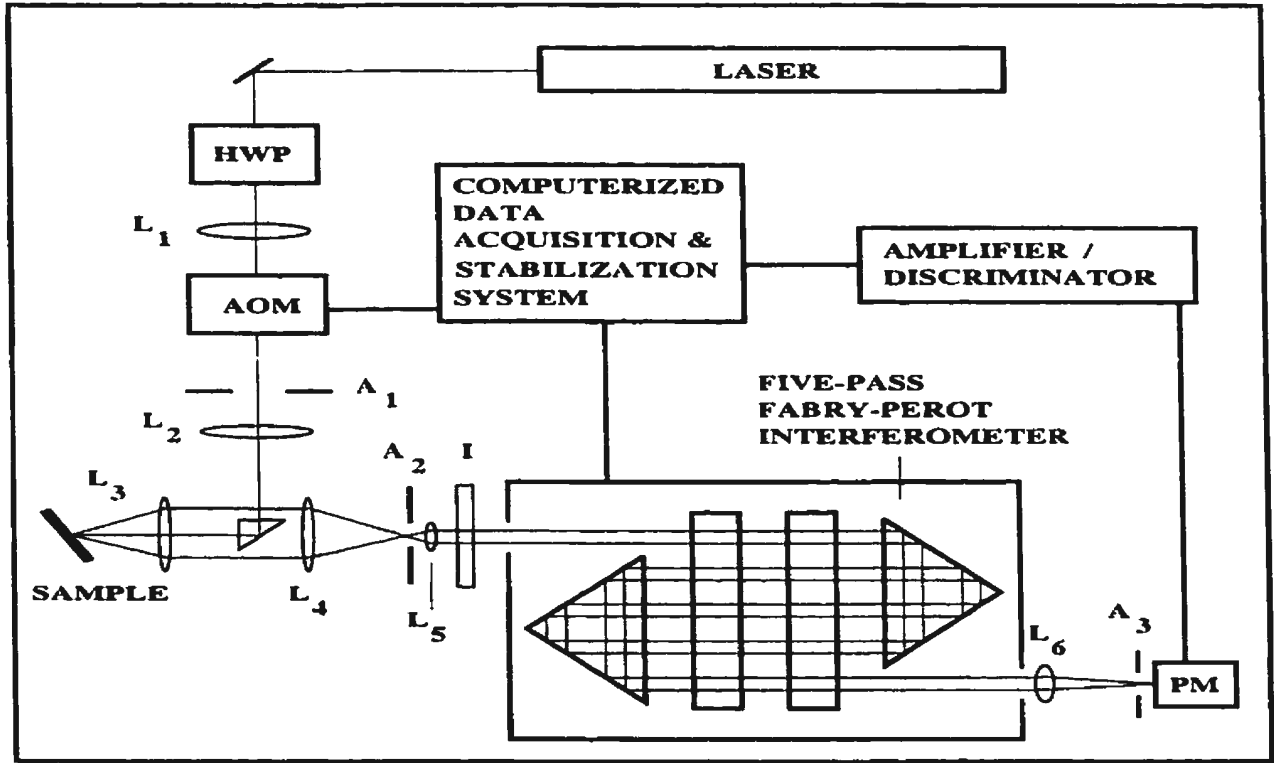 LASER
HWP
L1
COMPUTERIZED
DATA
ACQUISITION &
STABILIZATION
SYSTEM
AMPLIFIER /
DISCRIMINATOR
AOM
A1
L2
FIVE-PASS
FABRY-PEROT
INTERFEROMETER
A2
I
L3
SAMPLE
L4
L5
L6
A3
PM